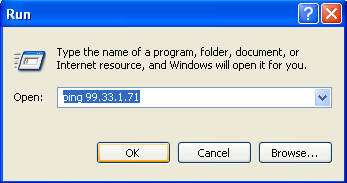 Run
Type the name of a program, folder, document, or
Internet resource, and Windows will open it for you.
Open: ping 99.33.1.71
OK Cancel Browse...